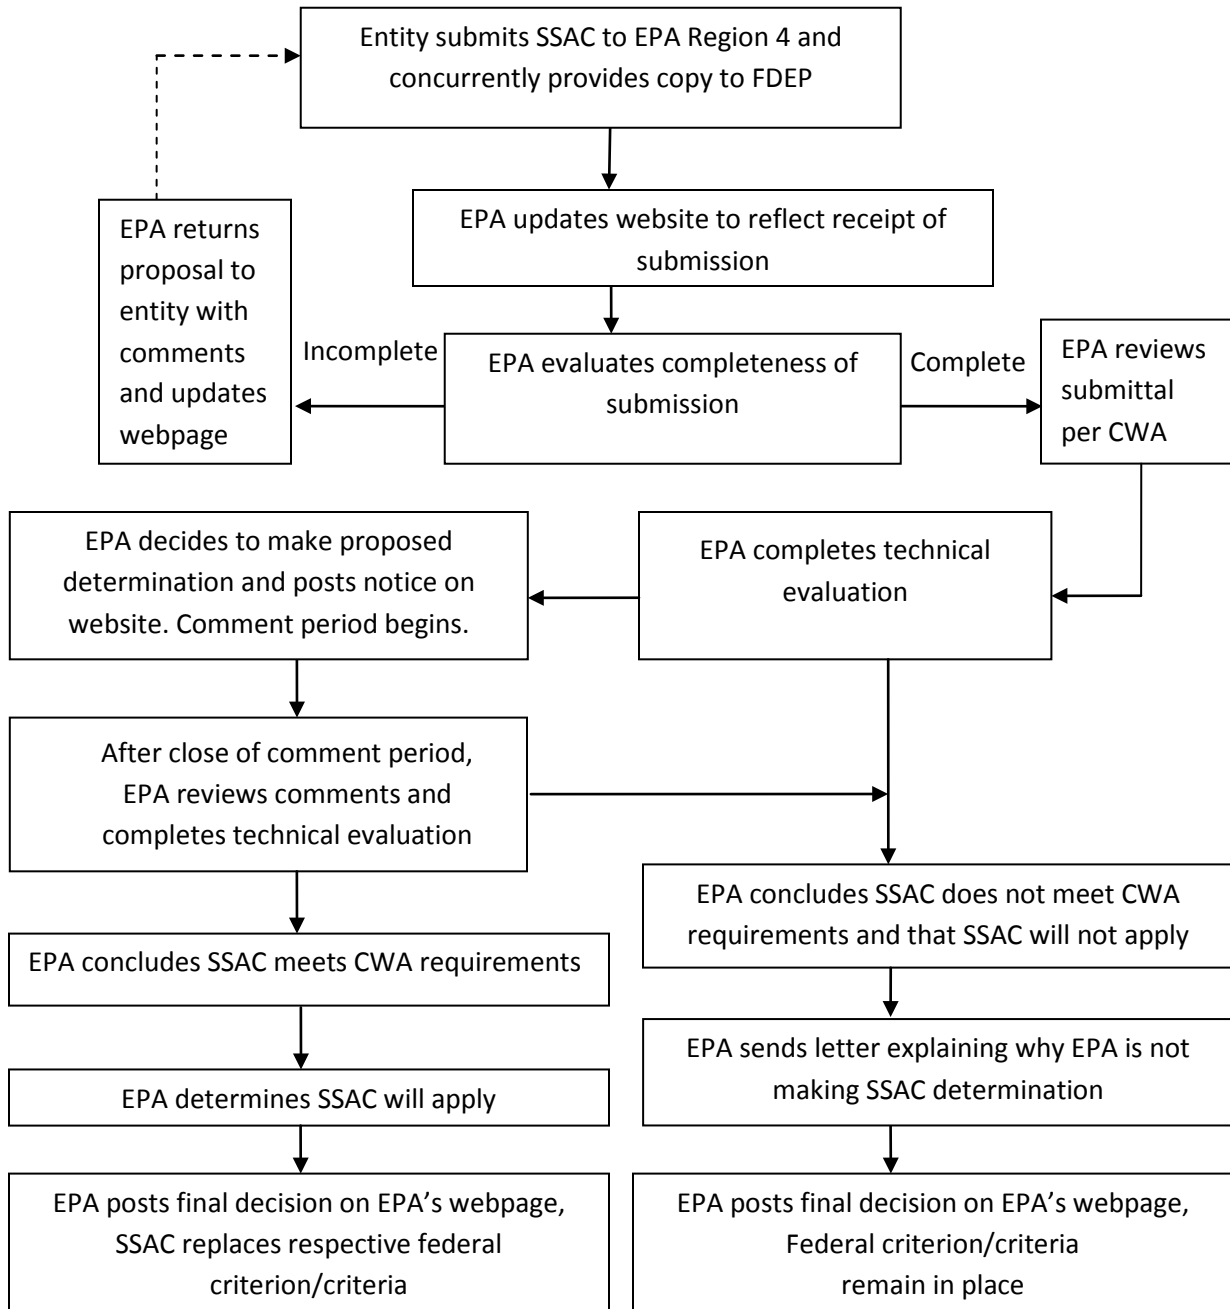 Entity submits SSAC to EPA Region 4 and
concurrently provides copy to FDEP
EPA updates website to reflect receipt of
submission
EPA returns
proposal to
entity with
comments
and updates
webpage
Incomplete
EPA evaluates completeness of
submission
Complete
EPA reviews
submittal
per CWA
EPA completes technical
evaluation
EPA decides to make proposed
determination and posts notice on
website. Comment period begins.
After close of comment period,
EPA reviews comments and
completes technical evaluation
EPA concludes SSAC meets CWA requirements
EPA determines SSAC will apply
EPA posts final decision on EPA’s webpage,
SSAC replaces respective federal
criterion/criteria
EPA concludes SSAC does not meet CWA
requirements and that SSAC will not apply
EPA sends letter explaining why EPA is not
making SSAC determination
EPA posts final decision on EPA’s webpage,
Federal criterion/criteria
remain in place